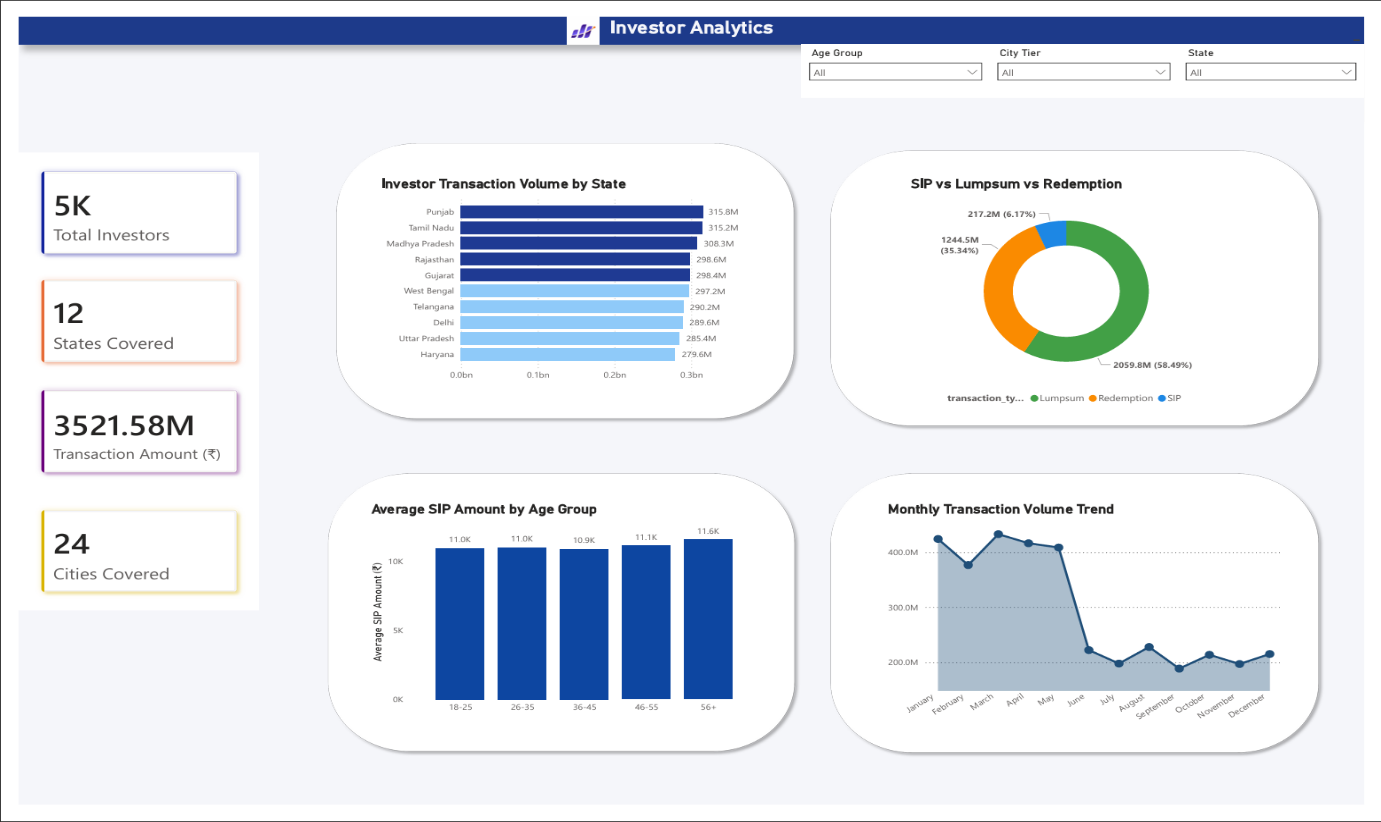 Investor Analytics
Age Group
City Tier
State
All
All
All
5K
Total Investors
12
States Covered
3521.58M
Transaction Amount (₹)
24
Cities Covered
Investor Transaction Volume by State
Punjab 315.8M
Tamil Nadu 315.2M
Madhya Pradesh 308.3M
Rajasthan 298.6M
Gujarat 298.4M
West Bengal 297.2M
Telangana 290.2M
Delhi 289.6M
Uttar Pradesh 285.4M
Haryana 279.6M
0.0bn 0.1bn 0.2bn 0.3bn
SIP vs Lumpsum vs Redemption
217.2M (6.17%)
1244.5M
(35.34%)
2059.8M (58.49%)
transaction_ty... Lumpsum Redemption SIP
Average SIP Amount by Age Group
Average SIP Amount (₹)
10K
5K
0K
11.0K 11.0K 10.9K 11.1K 11.6K
18-25 26-35 36-45 46-55 56+
Monthly Transaction Volume Trend
400.0M
300.0M
200.0M
January February March April May June July August September October November December